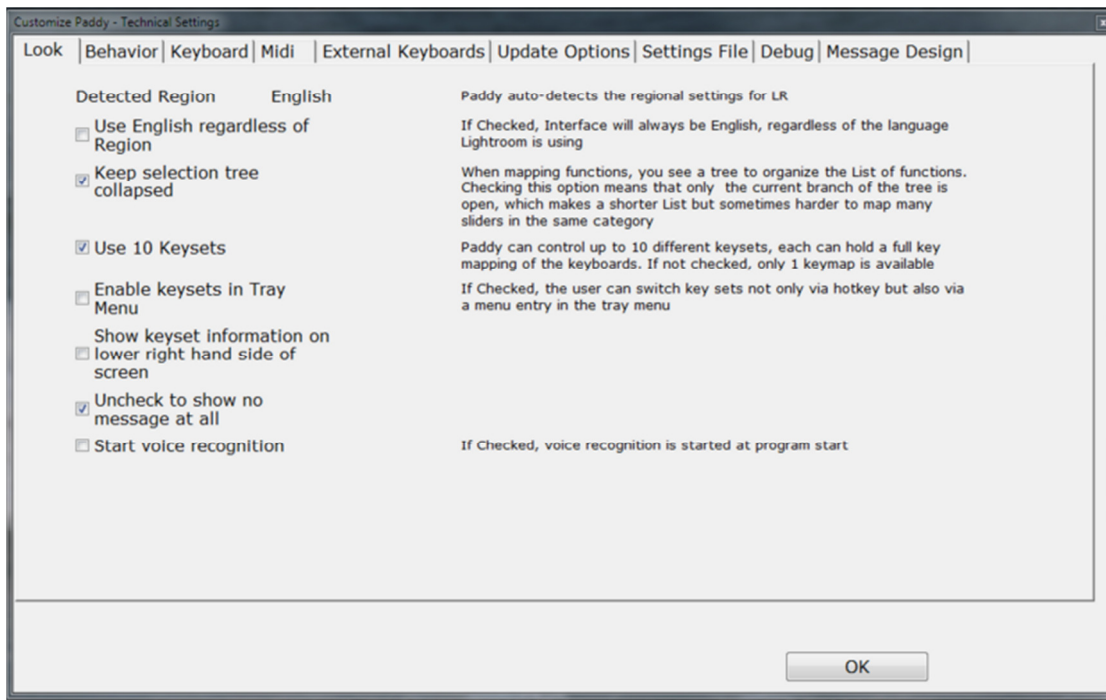 Customize Paddy - Technical Settings
Look Behavior Keyboard Midi External Keyboards Update Options Settings File Debug Message Design
Detected Region English Paddy auto-detects the regional settings for LR
Use English regardless of
Region
If Checked, Interface will always be English, regardless of the language
Lightroom is using
Keep selection tree
collapsed
When mapping functions, you see a tree to organize the List of functions.
Checking this option means that only the current branch of the tree is
open, which makes a shorter List but sometimes harder to map many
sliders in the same category
Use 10 Keysets
Paddy can control up to 10 different keysets, each can hold a full key
mapping of the keyboards. If not checked, only 1 keymap is available
Enable keysets in Tray
Menu
If Checked, the user can switch key sets not only via hotkey but also via
a menu entry in the tray menu
Show keyset information on
lower right hand side of
screen
Uncheck to show no
message at all
Start voice recognition If Checked, voice recognition is started at program start
OK